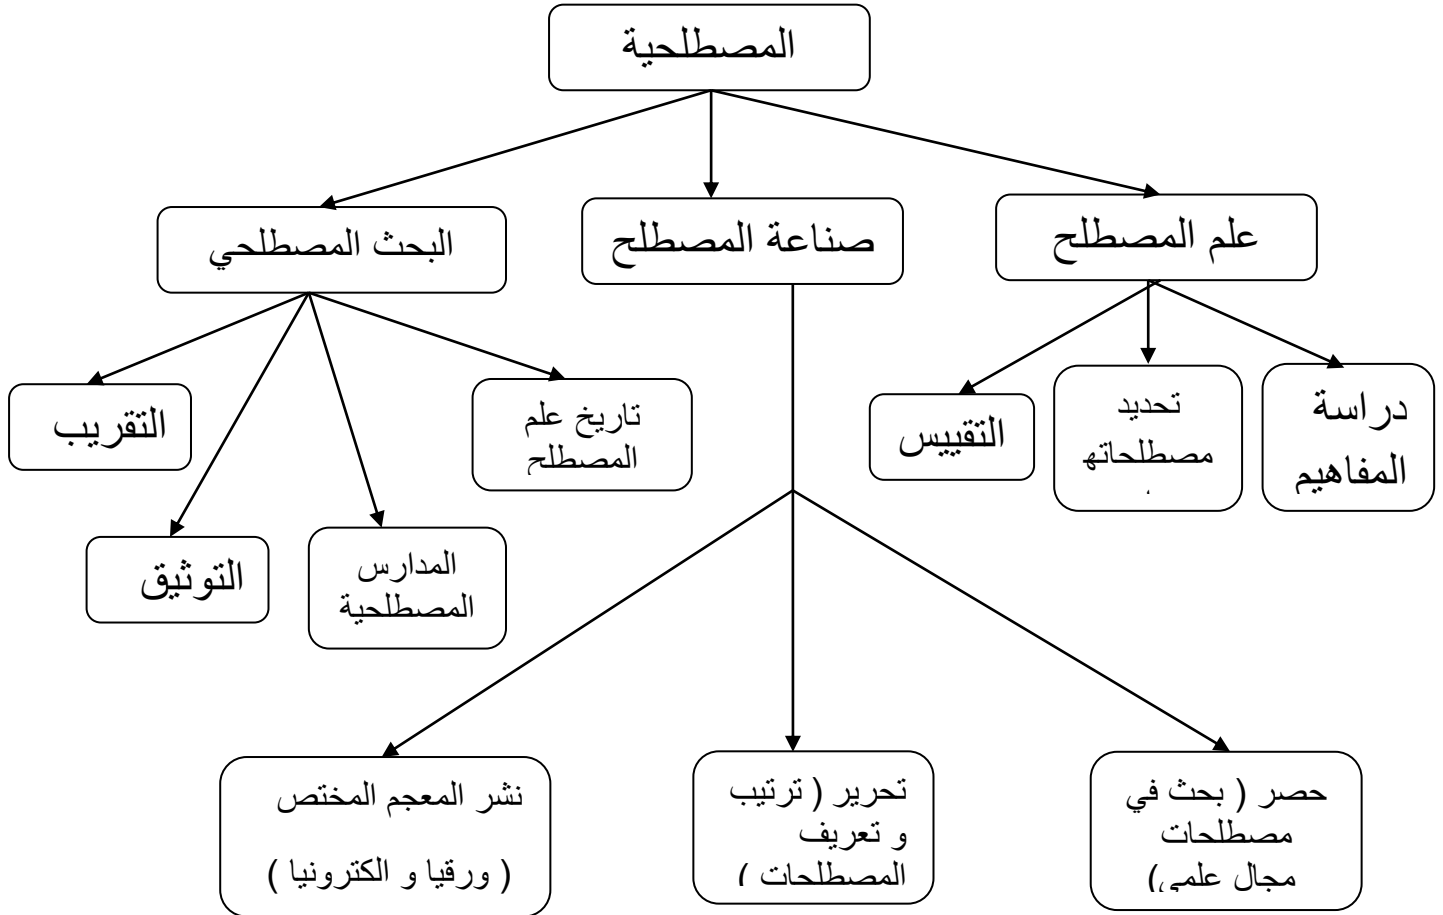 المصطلحية
علم المصطلح
صناعة المصطلح
البحث المصطلحي
دراسة
المفاهيم
تحديد
مصطلحاته
التقييس
تاريخ علم
المصطلح
التقريب
المدارس
المصطلحية
التوثيق
حصر ( بحث في
مصطلحات
مجال علمي)
تحرير ( ترتيب
و تعريف
المصطلحات )
نشر المعجم المختص
( ورقيا و الكترونيا )